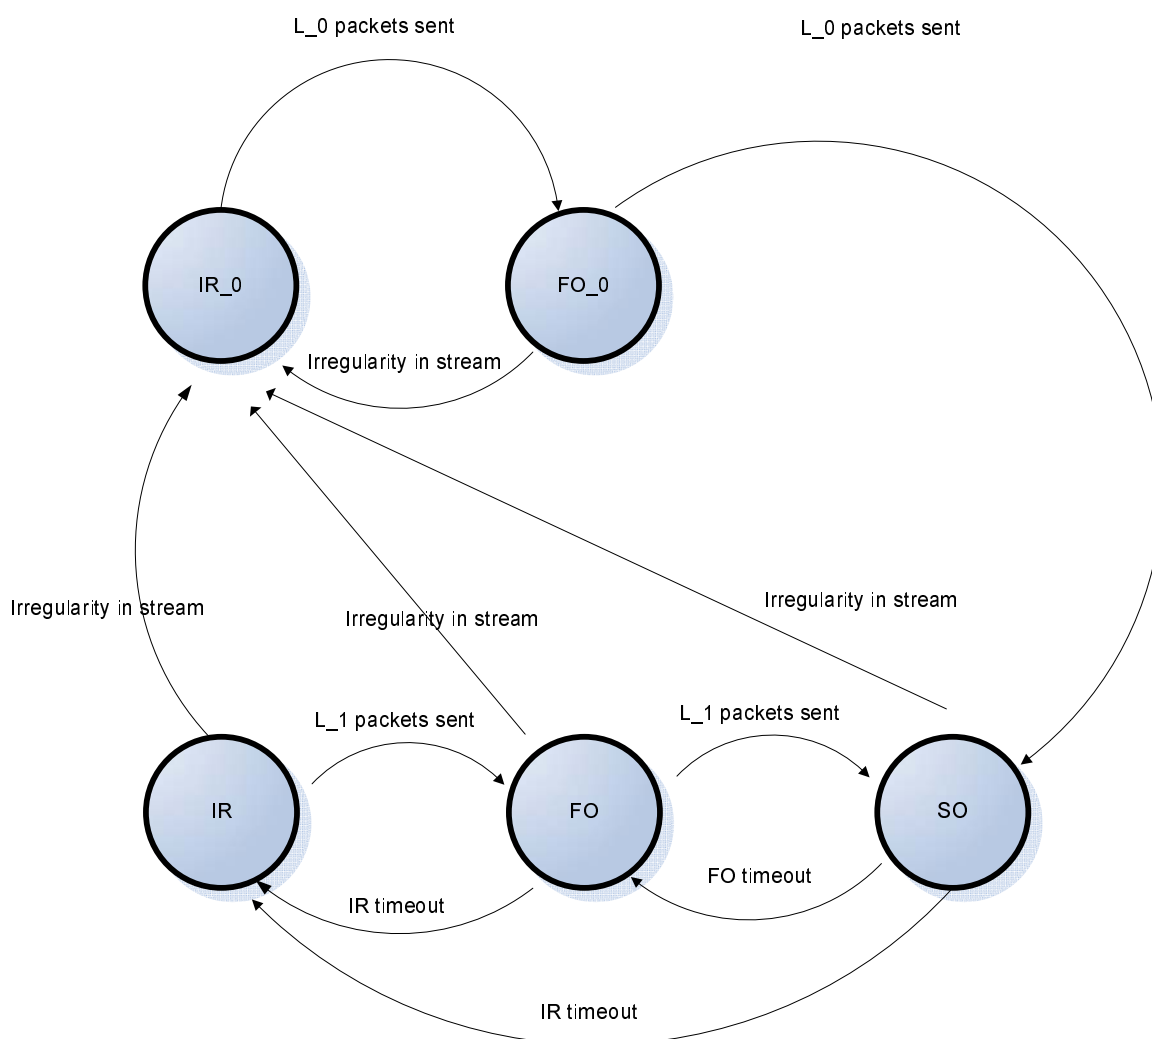 L_0 packets sent
L_0 packets sent
IR_0
FO_0
Irregularity in stream
Irregularity in stream
Irregularity in stream
Irregularity in stream
L_1 packets sent
L_1 packets sent
IR
FO
SO
FO timeout
IR timeout
IR timeout